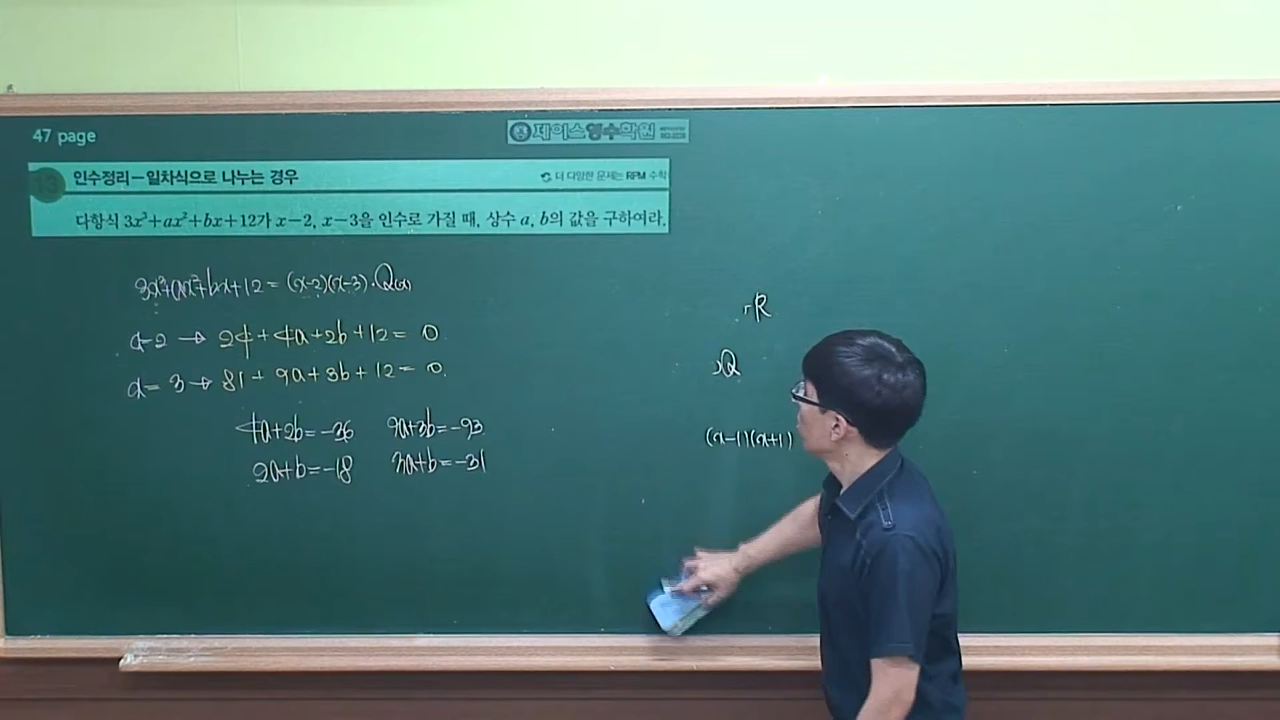 47 page
제이스영수학원
13 인수정리－일차식으로 나누는 경우
더 다양한 문제는 RPM 수학
다항식 3x³+ax²+bx+12가 x-2, x-3을 인수로 가질 때, 상수 a, b의 값을 구하여라.
3x³+ax²+bx+12=(x-2)(x-3)·Q(x)
x=2 → 24+4a+2b+12=0
x=3 → 81+9a+3b+12=0.
4a+2b=-36 9a+3b=-93
2a+b=-18 3a+b=-31
R
Q
(x-1)(x+1)